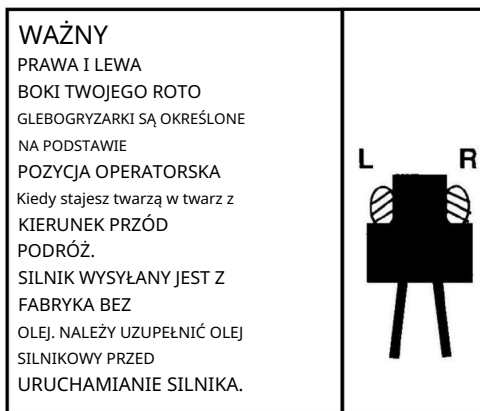 WAŻNY
PRAWA I LEWA
BOKI TWOJEGO ROTO
GLEBOGRYZARKI SĄ OKREŚLONE
NA PODSTAWIE
POZYCJA OPERATORSKA
Kiedy stajesz twarzą w twarz z
KIERUNEK PRZÓD
PODRÓŻ.
SILNIK WYSYŁANY JEST Z
FABRYKA BEZ
OLEJ. NALEŻY UZUPEŁNIĆ OLEJ
SILNIKOWY PRZED
URUCHAMIANIE SILNIKA.
L R